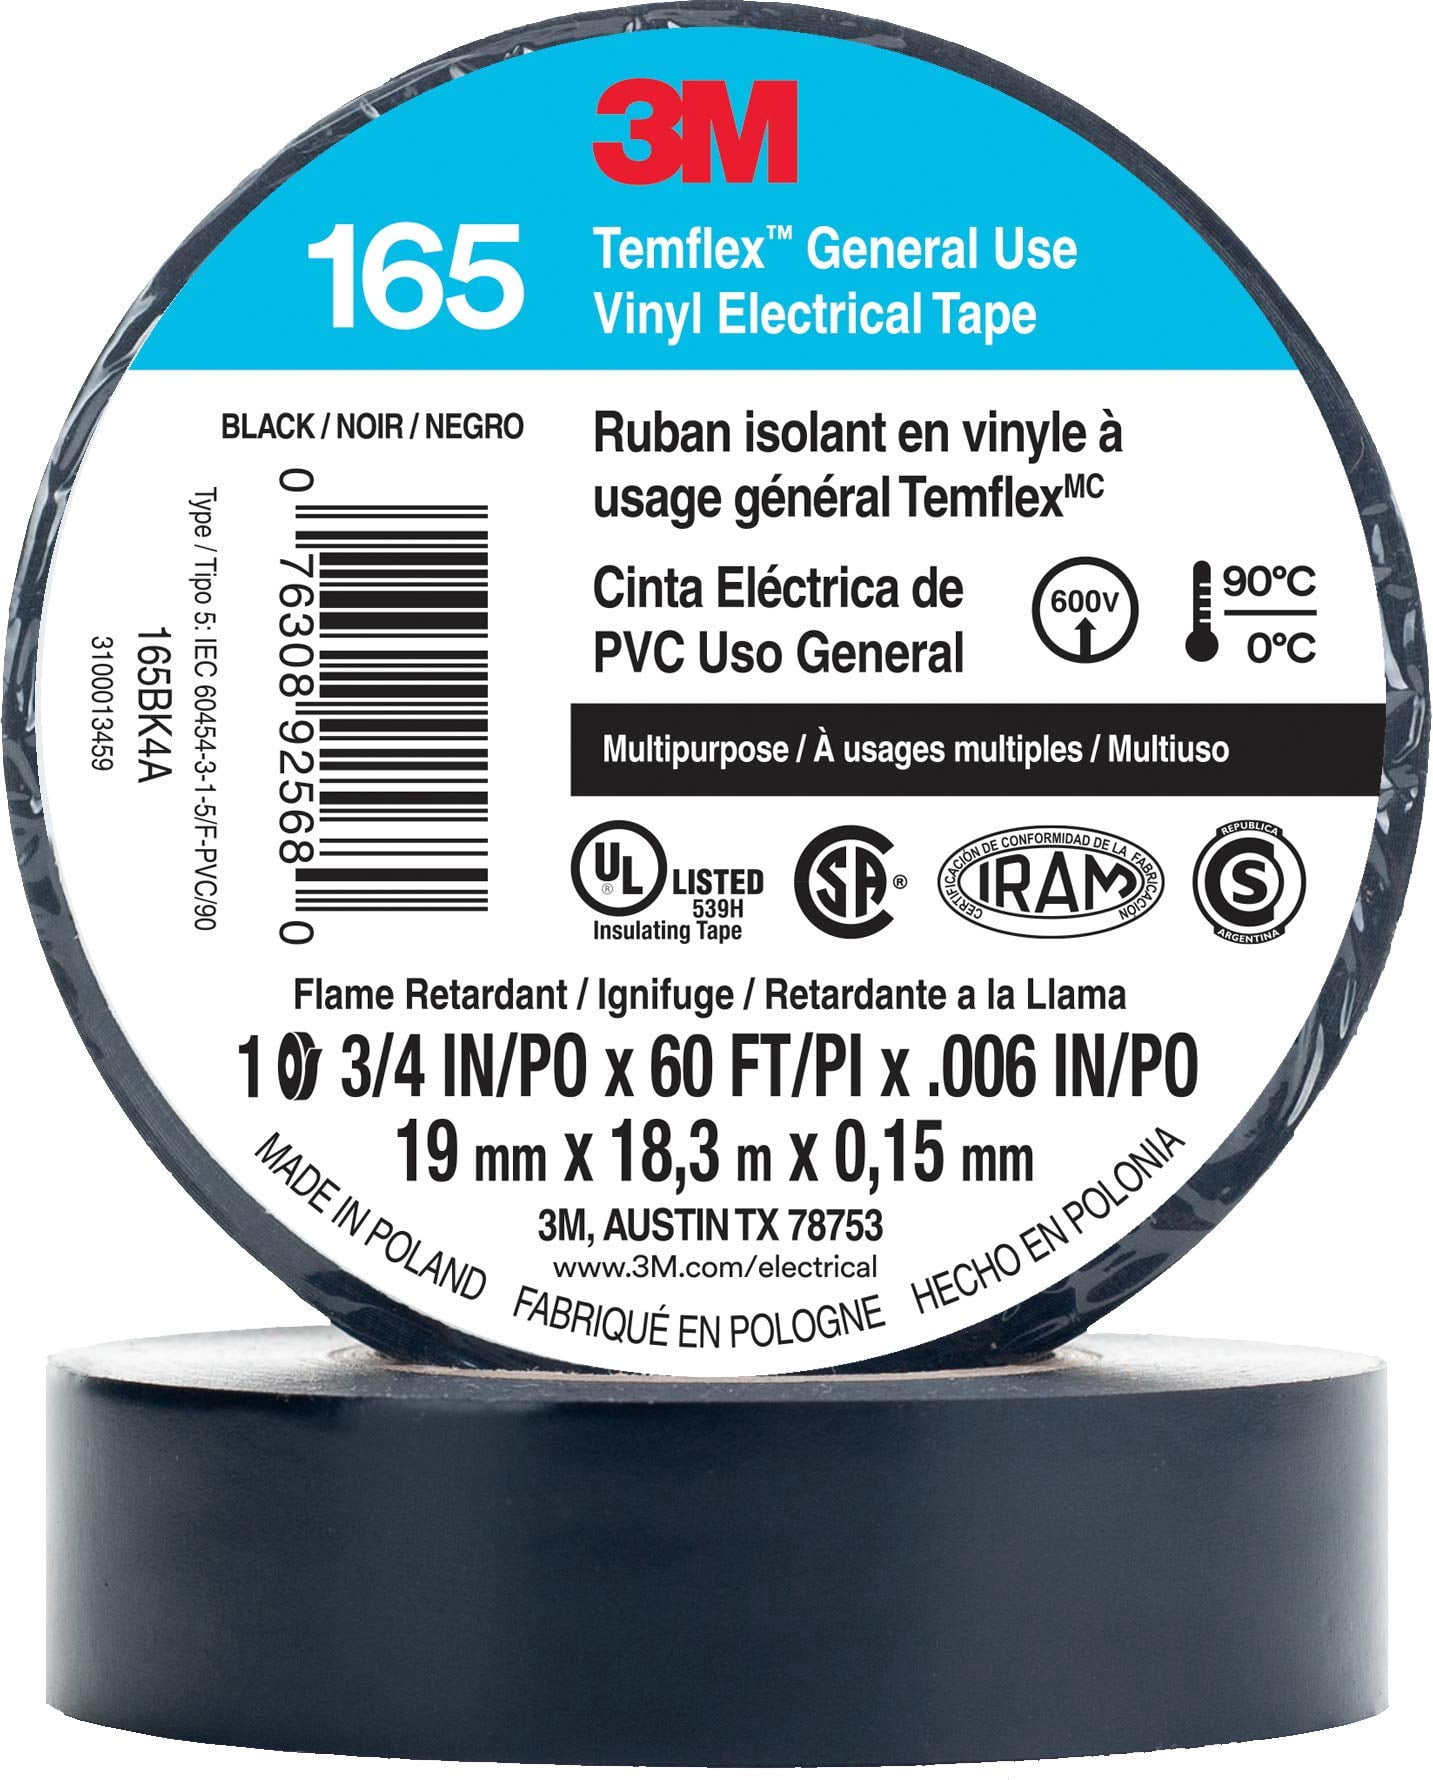 3M
165
Temflex™ General Use
Vinyl Electrical Tape
BLACK / NOIR / NEGRO
Ruban isolant en vinyle à
usage général Temflexᴹᶜ
Cinta Eléctrica de
PVC Uso General
600V
90°C
0°C
Multipurpose / À usages multiples / Multiuso
0 76308 92568 0
Type / Tipo 5: IEC 60454-3-1-5/F-PVC/90
165BK4A
3100013459
UL ®
LISTED
539H
Insulating Tape
SA ®
CERTIFICACIÓN DE CONFORMIDAD DE LA FABRICACIÓN
IRAM
REPUBLICA
S
ARGENTINA
Flame Retardant / Ignifuge / Retardante a la Llama
1 3/4 IN/PO x 60 FT/PI x .006 IN/PO
19 mm x 18,3 m x 0,15 mm
3M, AUSTIN TX 78753
www.3M.com/electrical
MADE IN POLAND
FABRIQUÉ EN POLOGNE
HECHO EN POLONIA